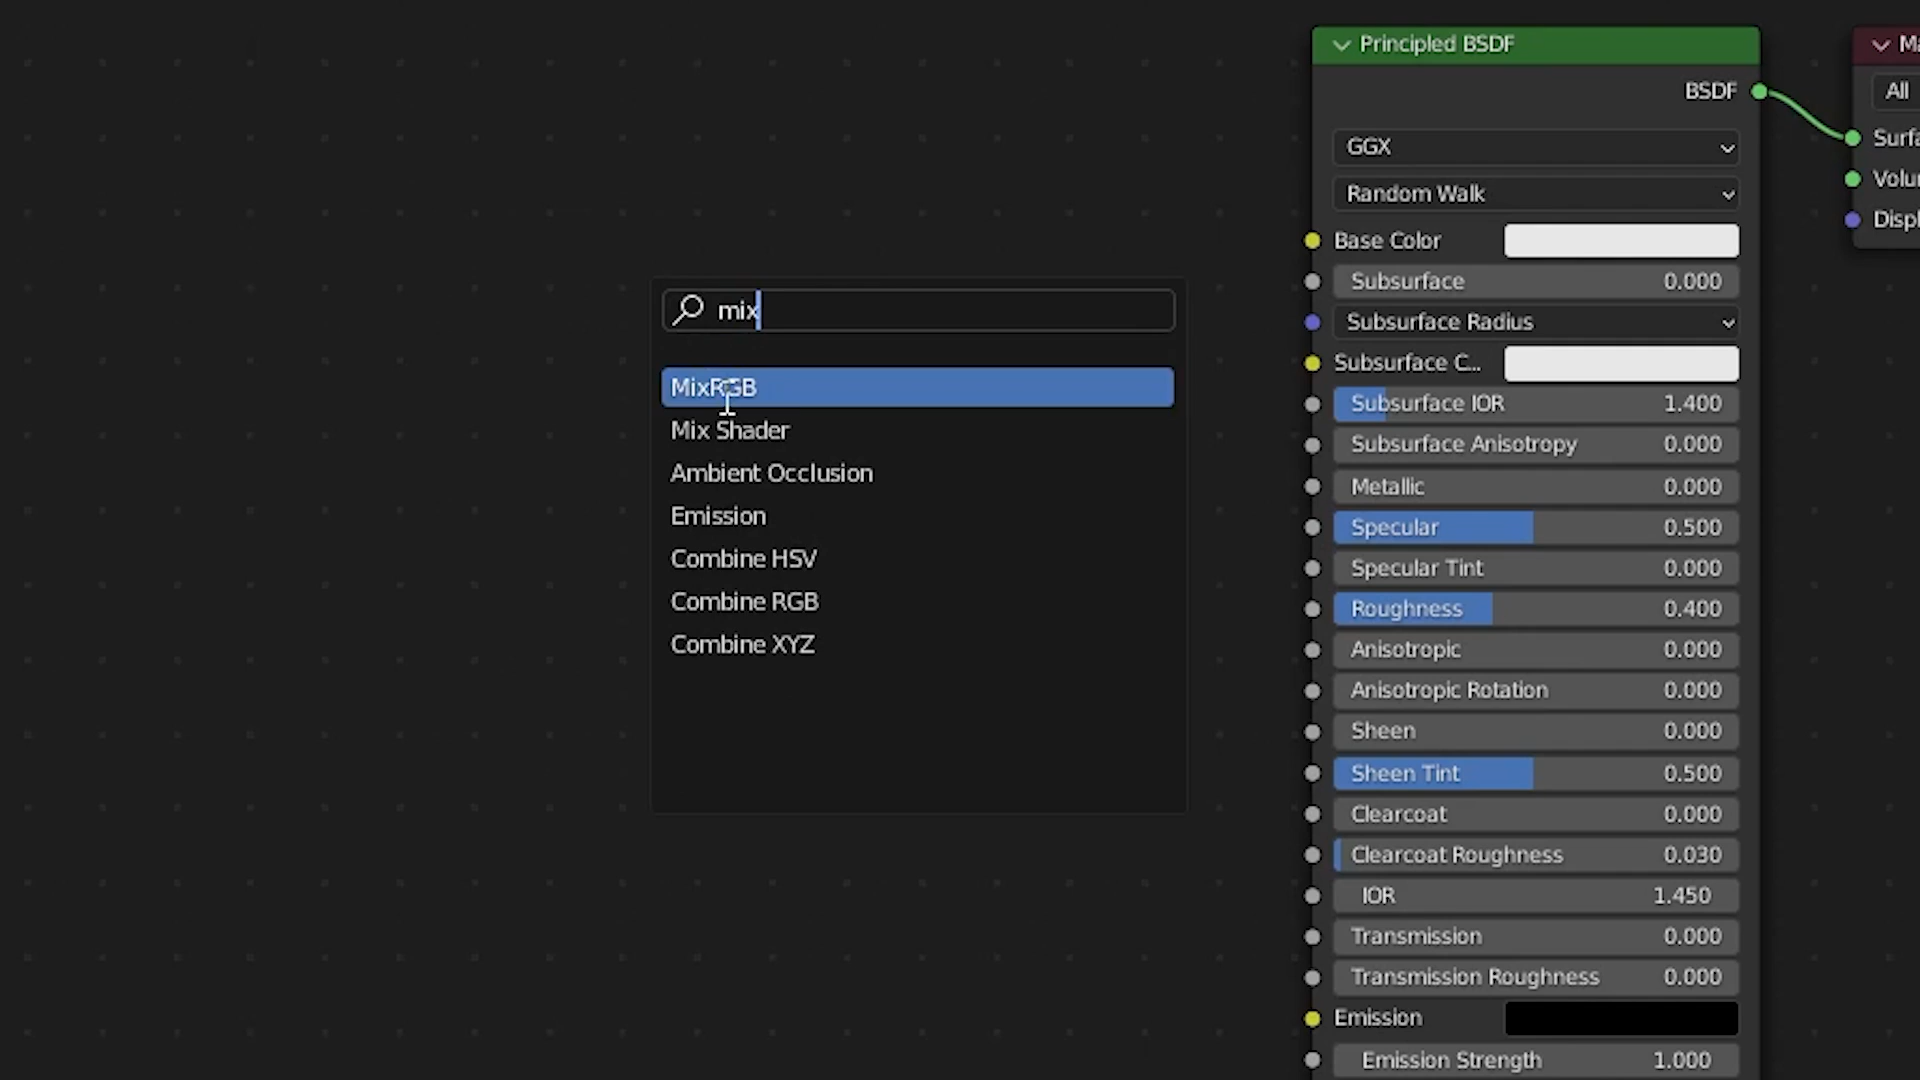 mix
MixRGB
Mix Shader
Ambient Occlusion
Emission
Combine HSV
Combine RGB
Combine XYZ
Principled BSDF
BSDF
GGX
Random Walk
Base Color
Subsurface 0.000
Subsurface Radius
Subsurface C...
Subsurface IOR 1.400
Subsurface Anisotropy 0.000
Metallic 0.000
Specular 0.500
Specular Tint 0.000
Roughness 0.400
Anisotropic 0.000
Anisotropic Rotation 0.000
Sheen 0.000
Sheen Tint 0.500
Clearcoat 0.000
Clearcoat Roughness 0.030
IOR 1.450
Transmission 0.000
Transmission Roughness 0.000
Emission
Emission Strength 1.000
Ma
All
Surfa
Volu
Displ